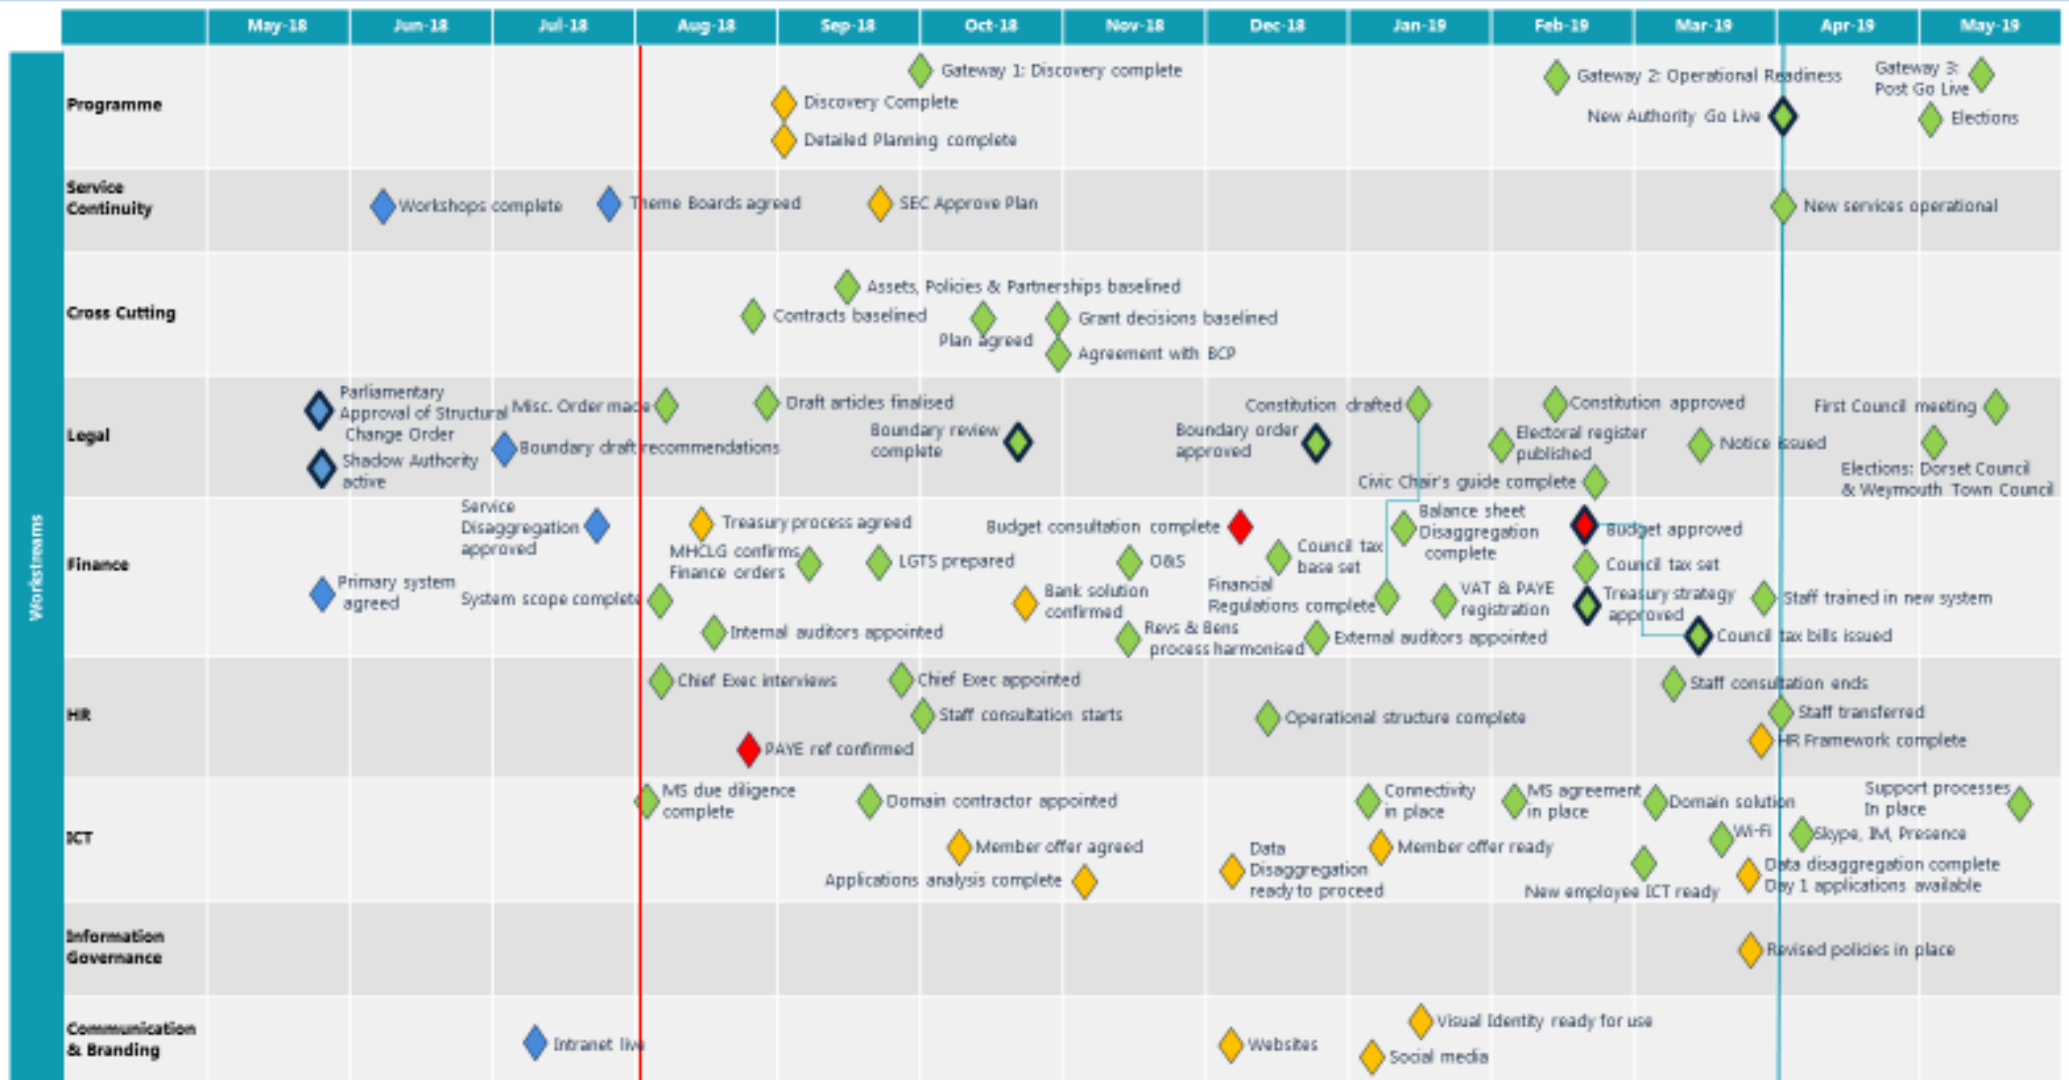 May-18 Jun-18 Jul-18 Aug-18 Sep-18 Oct-18 Nov-18 Dec-18 Jan-19 Feb-19 Mar-19 Apr-19 May-19
Workstreams
Programme
Gateway 1: Discovery complete
Discovery Complete
Detailed Planning complete
Gateway 2: Operational Readiness
New Authority Go Live
Gateway 3:
Post Go Live
Elections
Service
Continuity
Workshops complete
Theme Boards agreed
SEC Approve Plan
New services operational
Cross Cutting
Assets, Policies & Partnerships baselined
Contracts baselined
Plan agreed
Grant decisions baselined
Agreement with BCP
Legal
Parliamentary
Approval of Structural
Change Order
Shadow Authority
active
Misc. Order made
Boundary draft recommendations
Draft articles finalised
Boundary review
complete
Boundary order
approved
Constitution drafted
Constitution approved
Electoral register
published
Civic Chair's guide complete
Notice issued
First Council meeting
Elections: Dorset Council
& Weymouth Town Council
Finance
Service
Disaggregation
approved
Primary system
agreed
System scope complete
Treasury process agreed
MHCLG confirms
Finance orders
LGTS prepared
Internal auditors appointed
Budget consultation complete
O&S
Bank solution
confirmed
Revs & Bens
process harmonised
Council tax
base set
Financial
Regulations complete
External auditors appointed
Balance sheet
Disaggregation
complete
VAT & PAYE
registration
Budget approved
Council tax set
Treasury strategy
approved
Council tax bills issued
Staff trained in new system
HR
Chief Exec interviews
Chief Exec appointed
Staff consultation starts
PAYE ref confirmed
Operational structure complete
Staff consultation ends
Staff transferred
HR Framework complete
ICT
MS due diligence
complete
Domain contractor appointed
Member offer agreed
Applications analysis complete
Data
Disaggregation
ready to proceed
Connectivity
in place
Member offer ready
MS agreement
in place
Domain solution
Wi-Fi
New employee ICT ready
Skype, IM, Presence
Data disaggregation complete
Day 1 applications available
Support processes
In place
Information
Governance
Revised policies in place
Communication
& Branding
Intranet live
Websites
Visual Identity ready for use
Social media